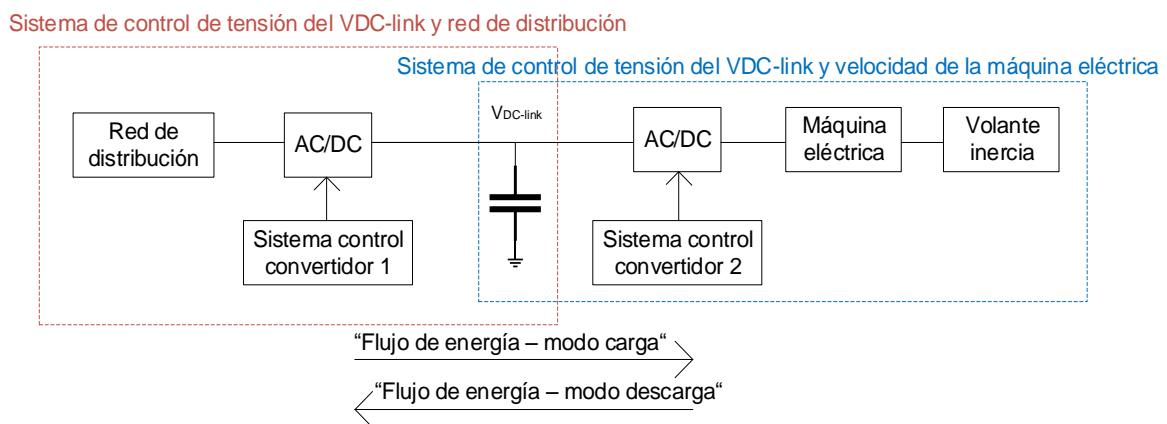 Sistema de control de tensión del VDC-link y red de distribución
Sistema de control de tensión del VDC-link y velocidad de la máquina eléctrica
Red de
distribución
AC/DC
VDC-link
AC/DC
Máquina
eléctrica
Volante
inercia
Sistema control
convertidor 1
Sistema control
convertidor 2
“Flujo de energía – modo carga“
“Flujo de energía – modo descarga“